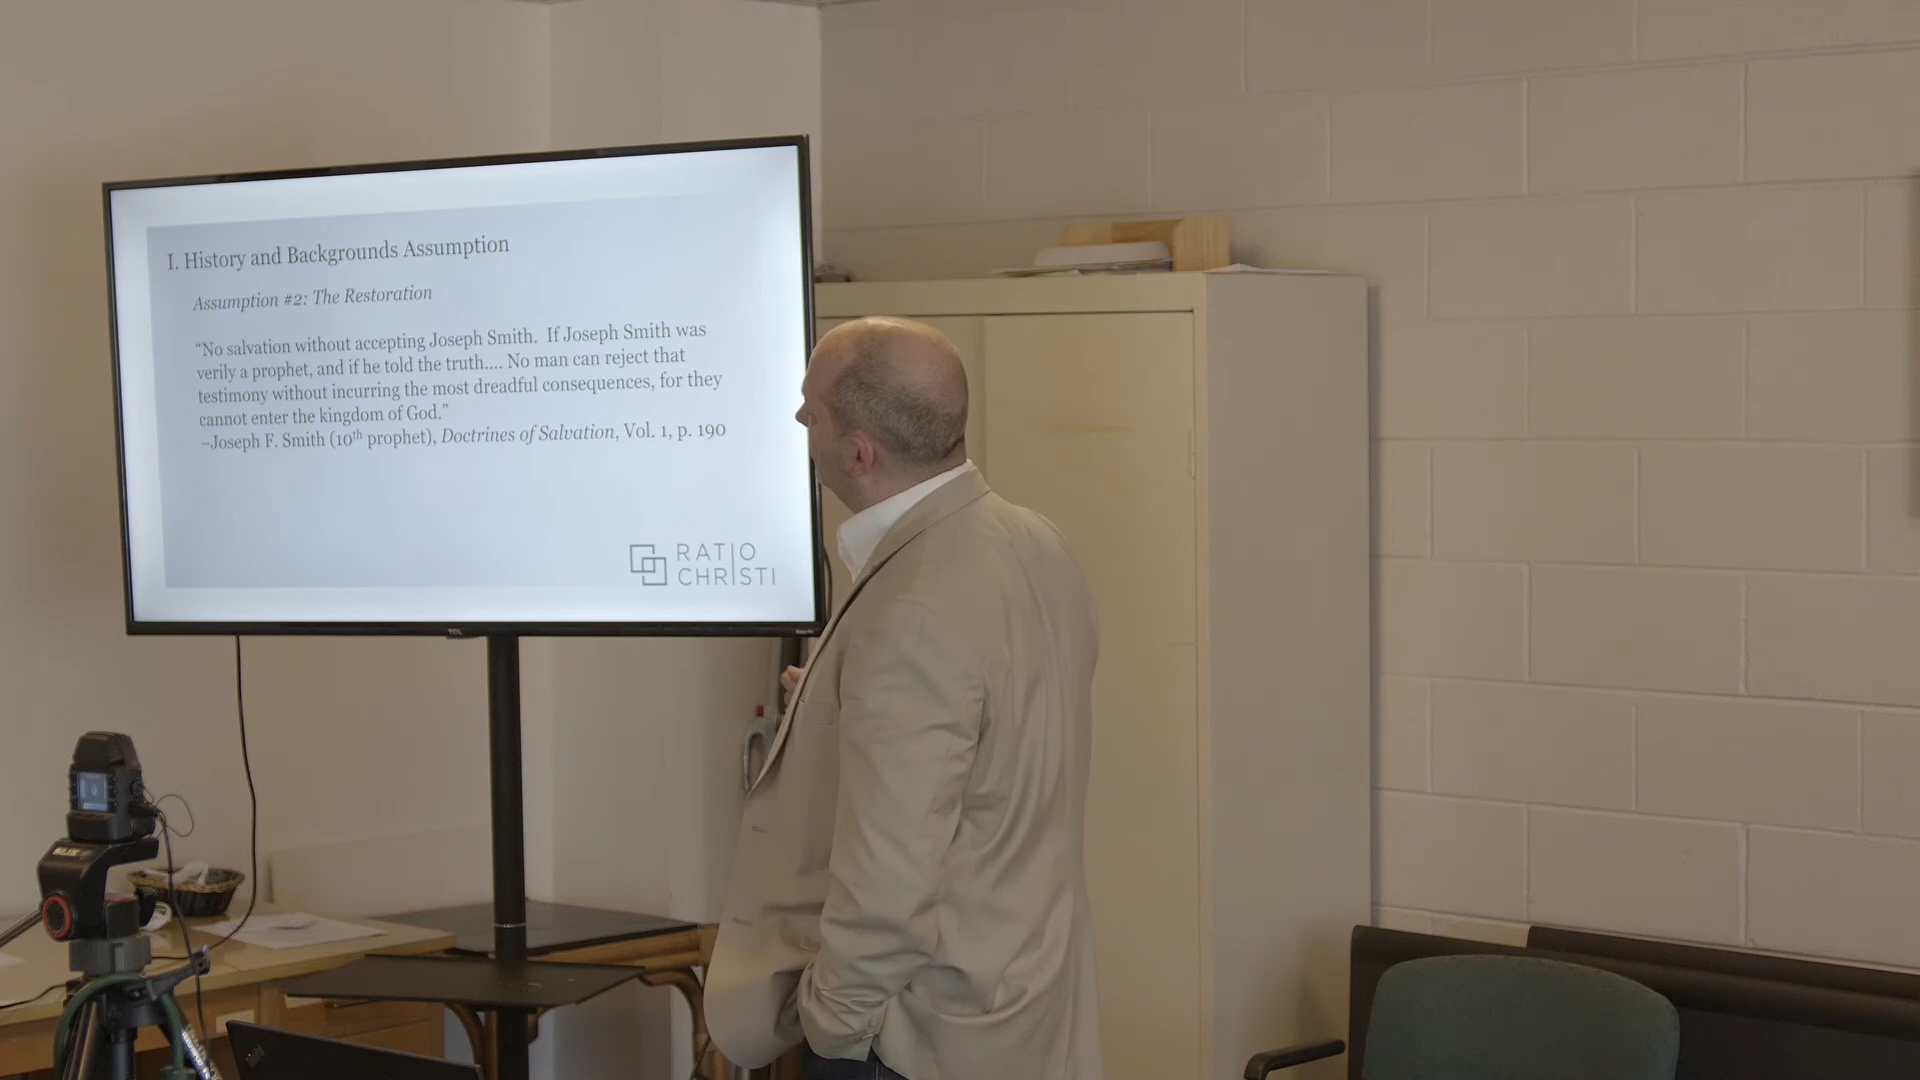 I. History and Backgrounds Assumption
Assumption #2: The Restoration
“No salvation without accepting Joseph Smith.  If Joseph Smith was
verily a prophet, and if he told the truth.... No man can reject that
testimony without incurring the most dreadful consequences, for they
cannot enter the kingdom of God.”
–Joseph F. Smith (10th prophet), Doctrines of Salvation, Vol. 1, p. 190
RATIO
CHRISTI
TCL